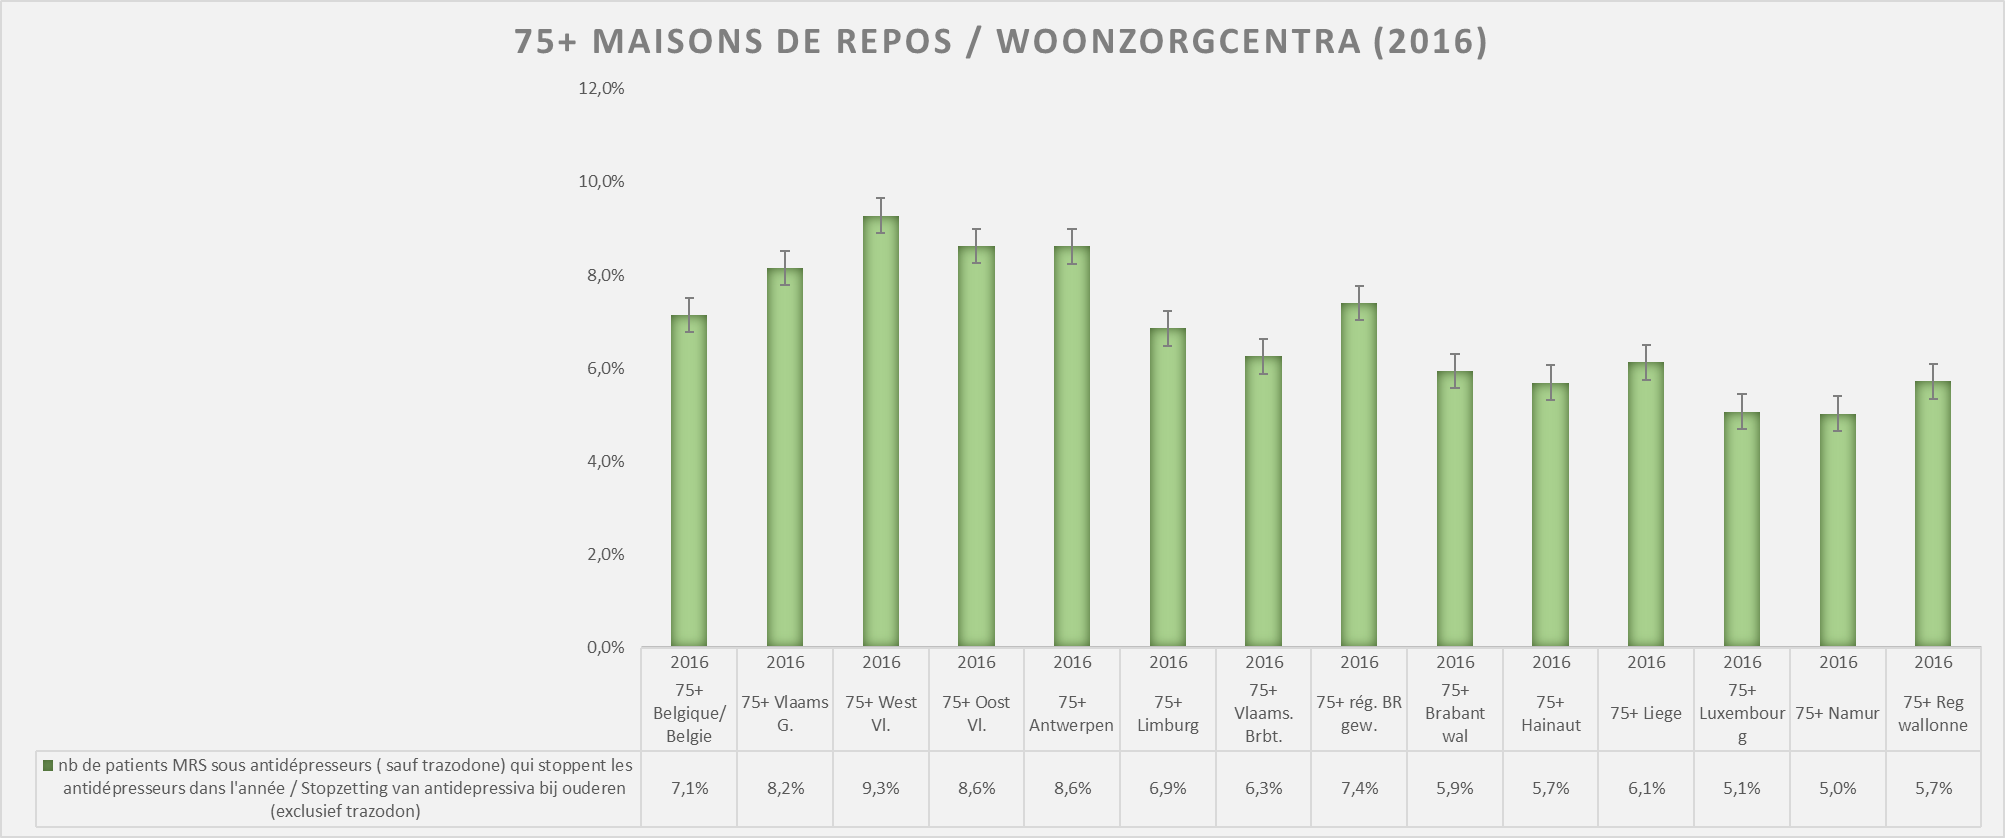 75+ MAISONS DE REPOS / WOONZORGCENTRA (2016)
12,0%
10,0%
8,0%
6,0%
4,0%
2,0%
0,0%
2016 2016 2016 2016 2016 2016 2016 2016 2016 2016 2016 2016 2016 2016
75+
Belgique/
Belgie
75+ Vlaams
G.
75+ West
Vl.
75+ Oost
Vl.
75+
Antwerpen
75+
Limburg
75+
Vlaams.
Brbt.
75+ rég. BR
gew.
75+
Brabant
wal
75+
Hainaut
75+ Liege
75+
Luxembour
g
75+ Namur
75+ Reg
wallonne
nb de patients MRS sous antidépresseurs ( sauf trazodone) qui stoppent les
antidépresseurs dans l'année / Stopzetting van antidepressiva bij ouderen
(exclusief trazodon)
7,1% 8,2% 9,3% 8,6% 8,6% 6,9% 6,3% 7,4% 5,9% 5,7% 6,1% 5,1% 5,0% 5,7%